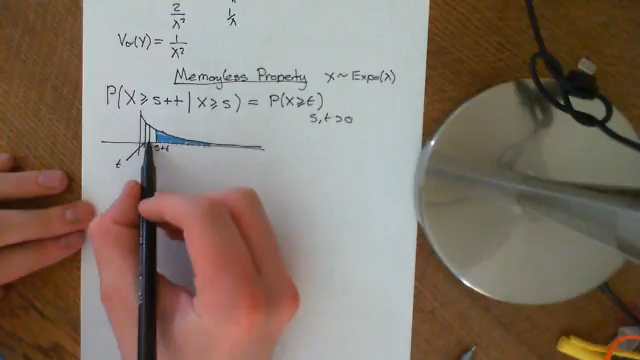 2/λ² 1/λ
Var(Y) = 1/λ²
Memoryless Property X ~ Expo(λ)
P(X ≥ s+t | X ≥ s) = P(X ≥ t)
s, t > 0
s+t
t